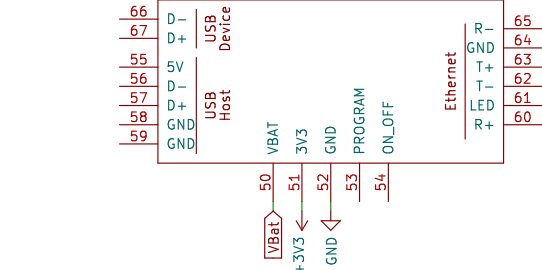 66 D-
67 D+
USB
Device
55 5V
56 D-
57 D+
58 GND
59 GND
USB
Host
R- 65
GND 64
T+ 63
T- 62
LED 61
R+ 60
Ethernet
VBAT
3V3
GND
PROGRAM
ON_OFF
50
51
52
53
54
VBat
+3V3
GND